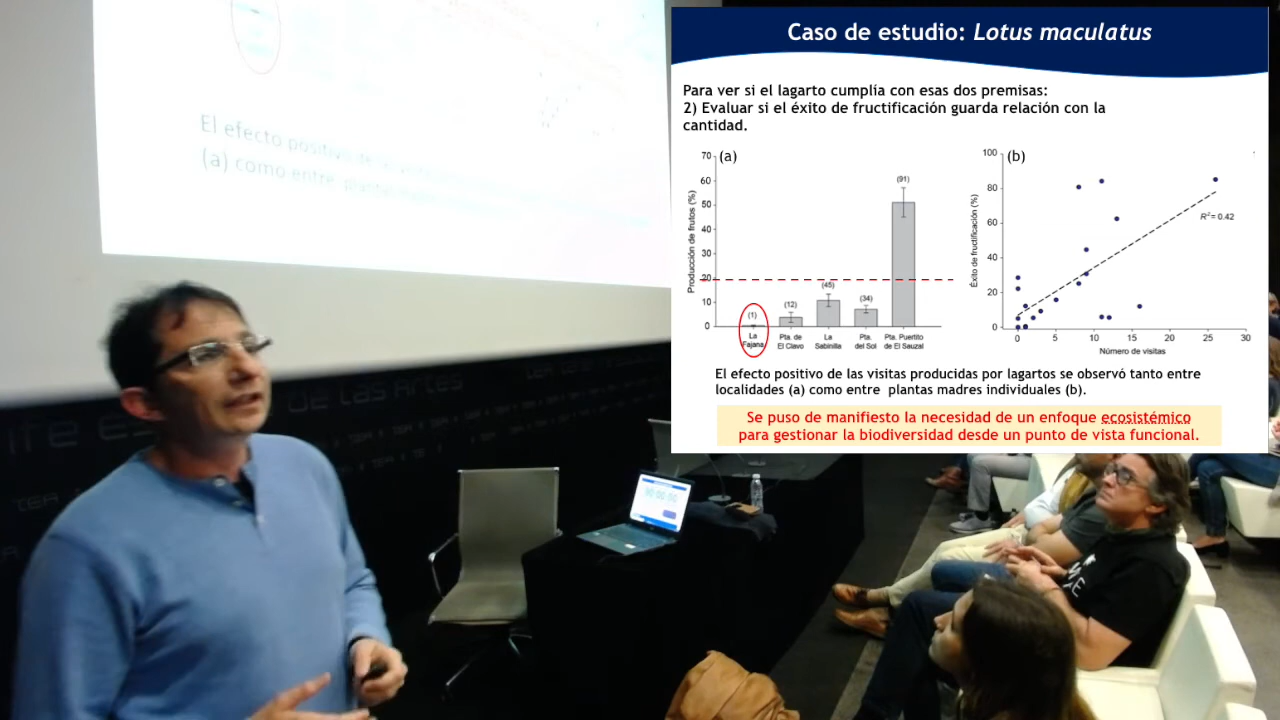 Caso de estudio: Lotus maculatus
Para ver si el lagarto cumplía con esas dos premisas:
2) Evaluar si el éxito de fructificación guarda relación con la
cantidad.
(a)
Producción de frutos (%)
70
60
50
40
30
20
10
0
(1)
(12)
(45)
(34)
(91)
La
Fajana
Pta. de
El Clavo
La
Sabinilla
Pta.
del Sol
Pta. Puertito
de El Sauzal
(b)
Éxito de fructificación (%)
100
80
60
40
20
0
R²= 0.42
0 5 10 15 20 25 30
Número de visitas
El efecto positivo de las visitas producidas por lagartos se observó tanto entre
localidades (a) como entre plantas madres individuales (b).
Se puso de manifiesto la necesidad de un enfoque ecosistémico
para gestionar la biodiversidad desde un punto de vista funcional.
El efecto positivo de
(a) como entre plantas
de las Artes